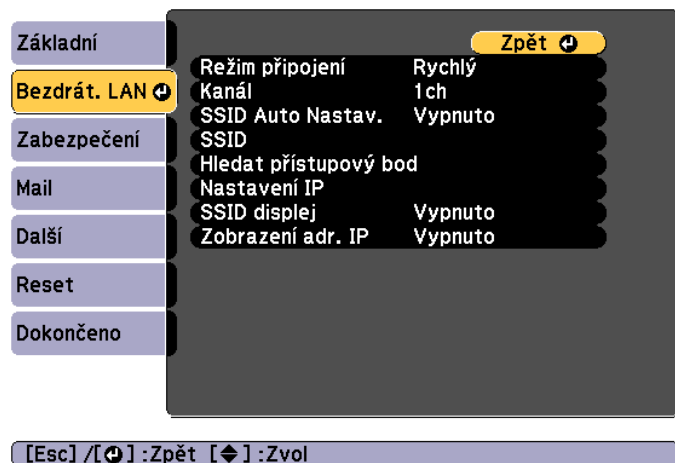 Základní
Bezdrát. LAN
Zabezpečení
Mail
Další
Reset
Dokončeno
Zpět
Režim připojení Rychlý
Kanál 1ch
SSID Auto Nastav. Vypnuto
SSID
Hledat přístupový bod
Nastavení IP
SSID displej Vypnuto
Zobrazení adr. IP Vypnuto
[Esc] /[ ] :Zpět [ ] :Zvol